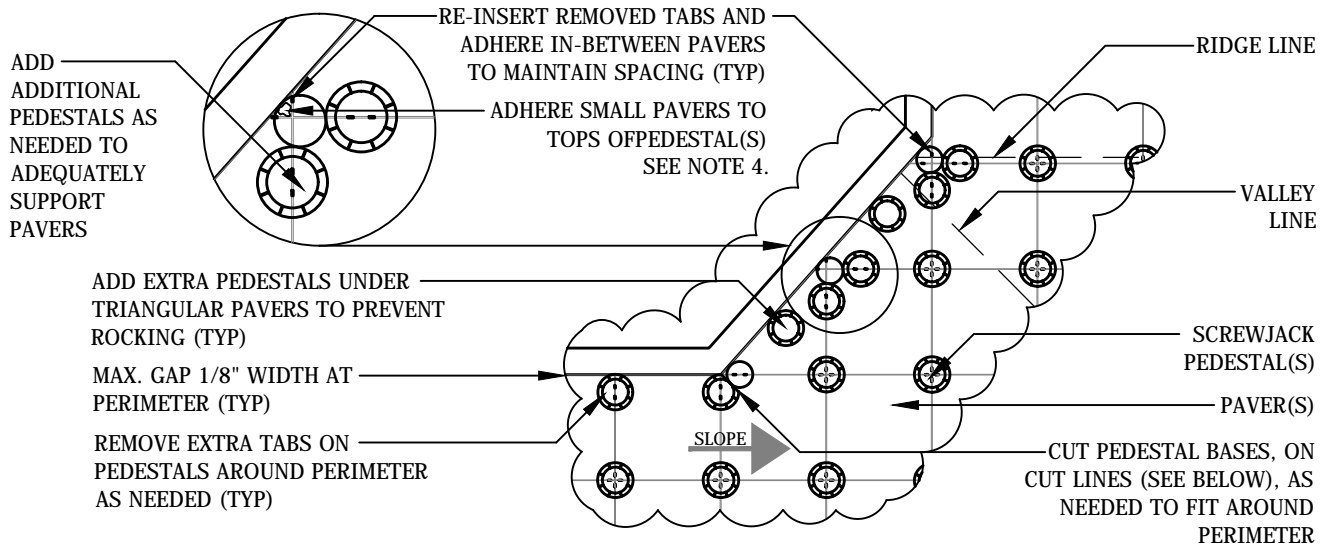 ADD
ADDITIONAL
PEDESTALS AS
NEEDED TO
ADEQUATELY
SUPPORT
PAVERS
RE-INSERT REMOVED TABS AND
ADHERE IN-BETWEEN PAVERS
TO MAINTAIN SPACING (TYP)
ADHERE SMALL PAVERS TO
TOPS OFPEDESTAL(S)
SEE NOTE 4.
RIDGE LINE
VALLEY
LINE
ADD EXTRA PEDESTALS UNDER
TRIANGULAR PAVERS TO PREVENT
ROCKING (TYP)
MAX. GAP 1/8" WIDTH AT
PERIMETER (TYP)
REMOVE EXTRA TABS ON
PEDESTALS AROUND PERIMETER
AS NEEDED (TYP)
SLOPE
SCREWJACK
PEDESTAL(S)
PAVER(S)
CUT PEDESTAL BASES, ON
CUT LINES (SEE BELOW), AS
NEEDED TO FIT AROUND
PERIMETER